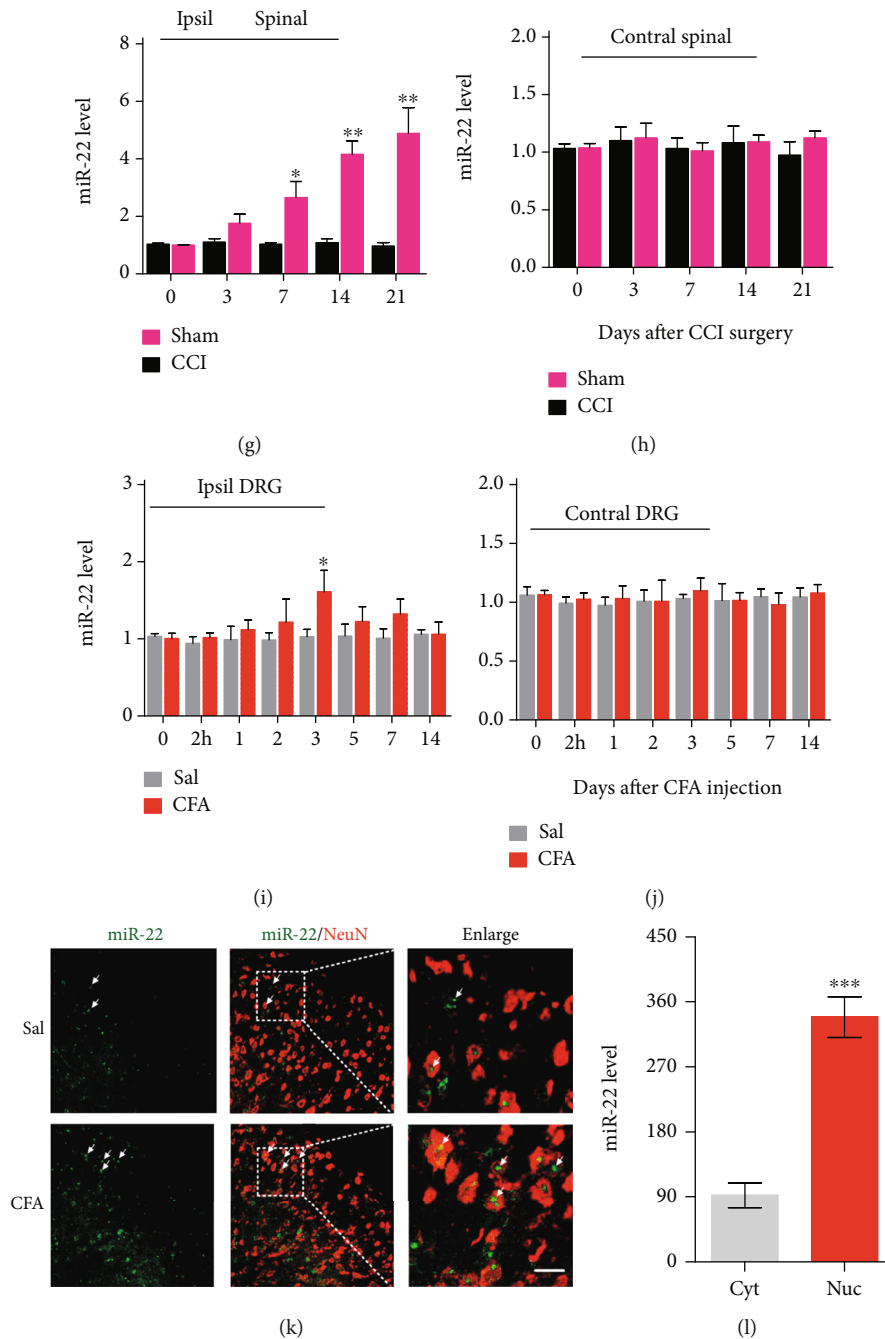 Ipsil Spinal
8
6
4
2
0
miR-22 level
*
**
**
0 3 7 14 21
Sham
CCI
(g)
Contral spinal
2.0
1.5
1.0
0.5
0.0
miR-22 level
0 3 7 14 21
Days after CCI surgery
Sham
CCI
(h)
Ipsil DRG
3
2
1
0
miR-22 level
*
0 2h 1 2 3 5 7 14
Sal
CFA
(i)
Contral DRG
2.0
1.5
1.0
0.5
0.0
0 2h 1 2 3 5 7 14
Days after CFA injection
Sal
CFA
(j)
miR-22 miR-22/NeuN Enlarge
Sal
CFA
(k)
450
360
270
180
90
0
miR-22 level
***
Cyt Nuc
(l)